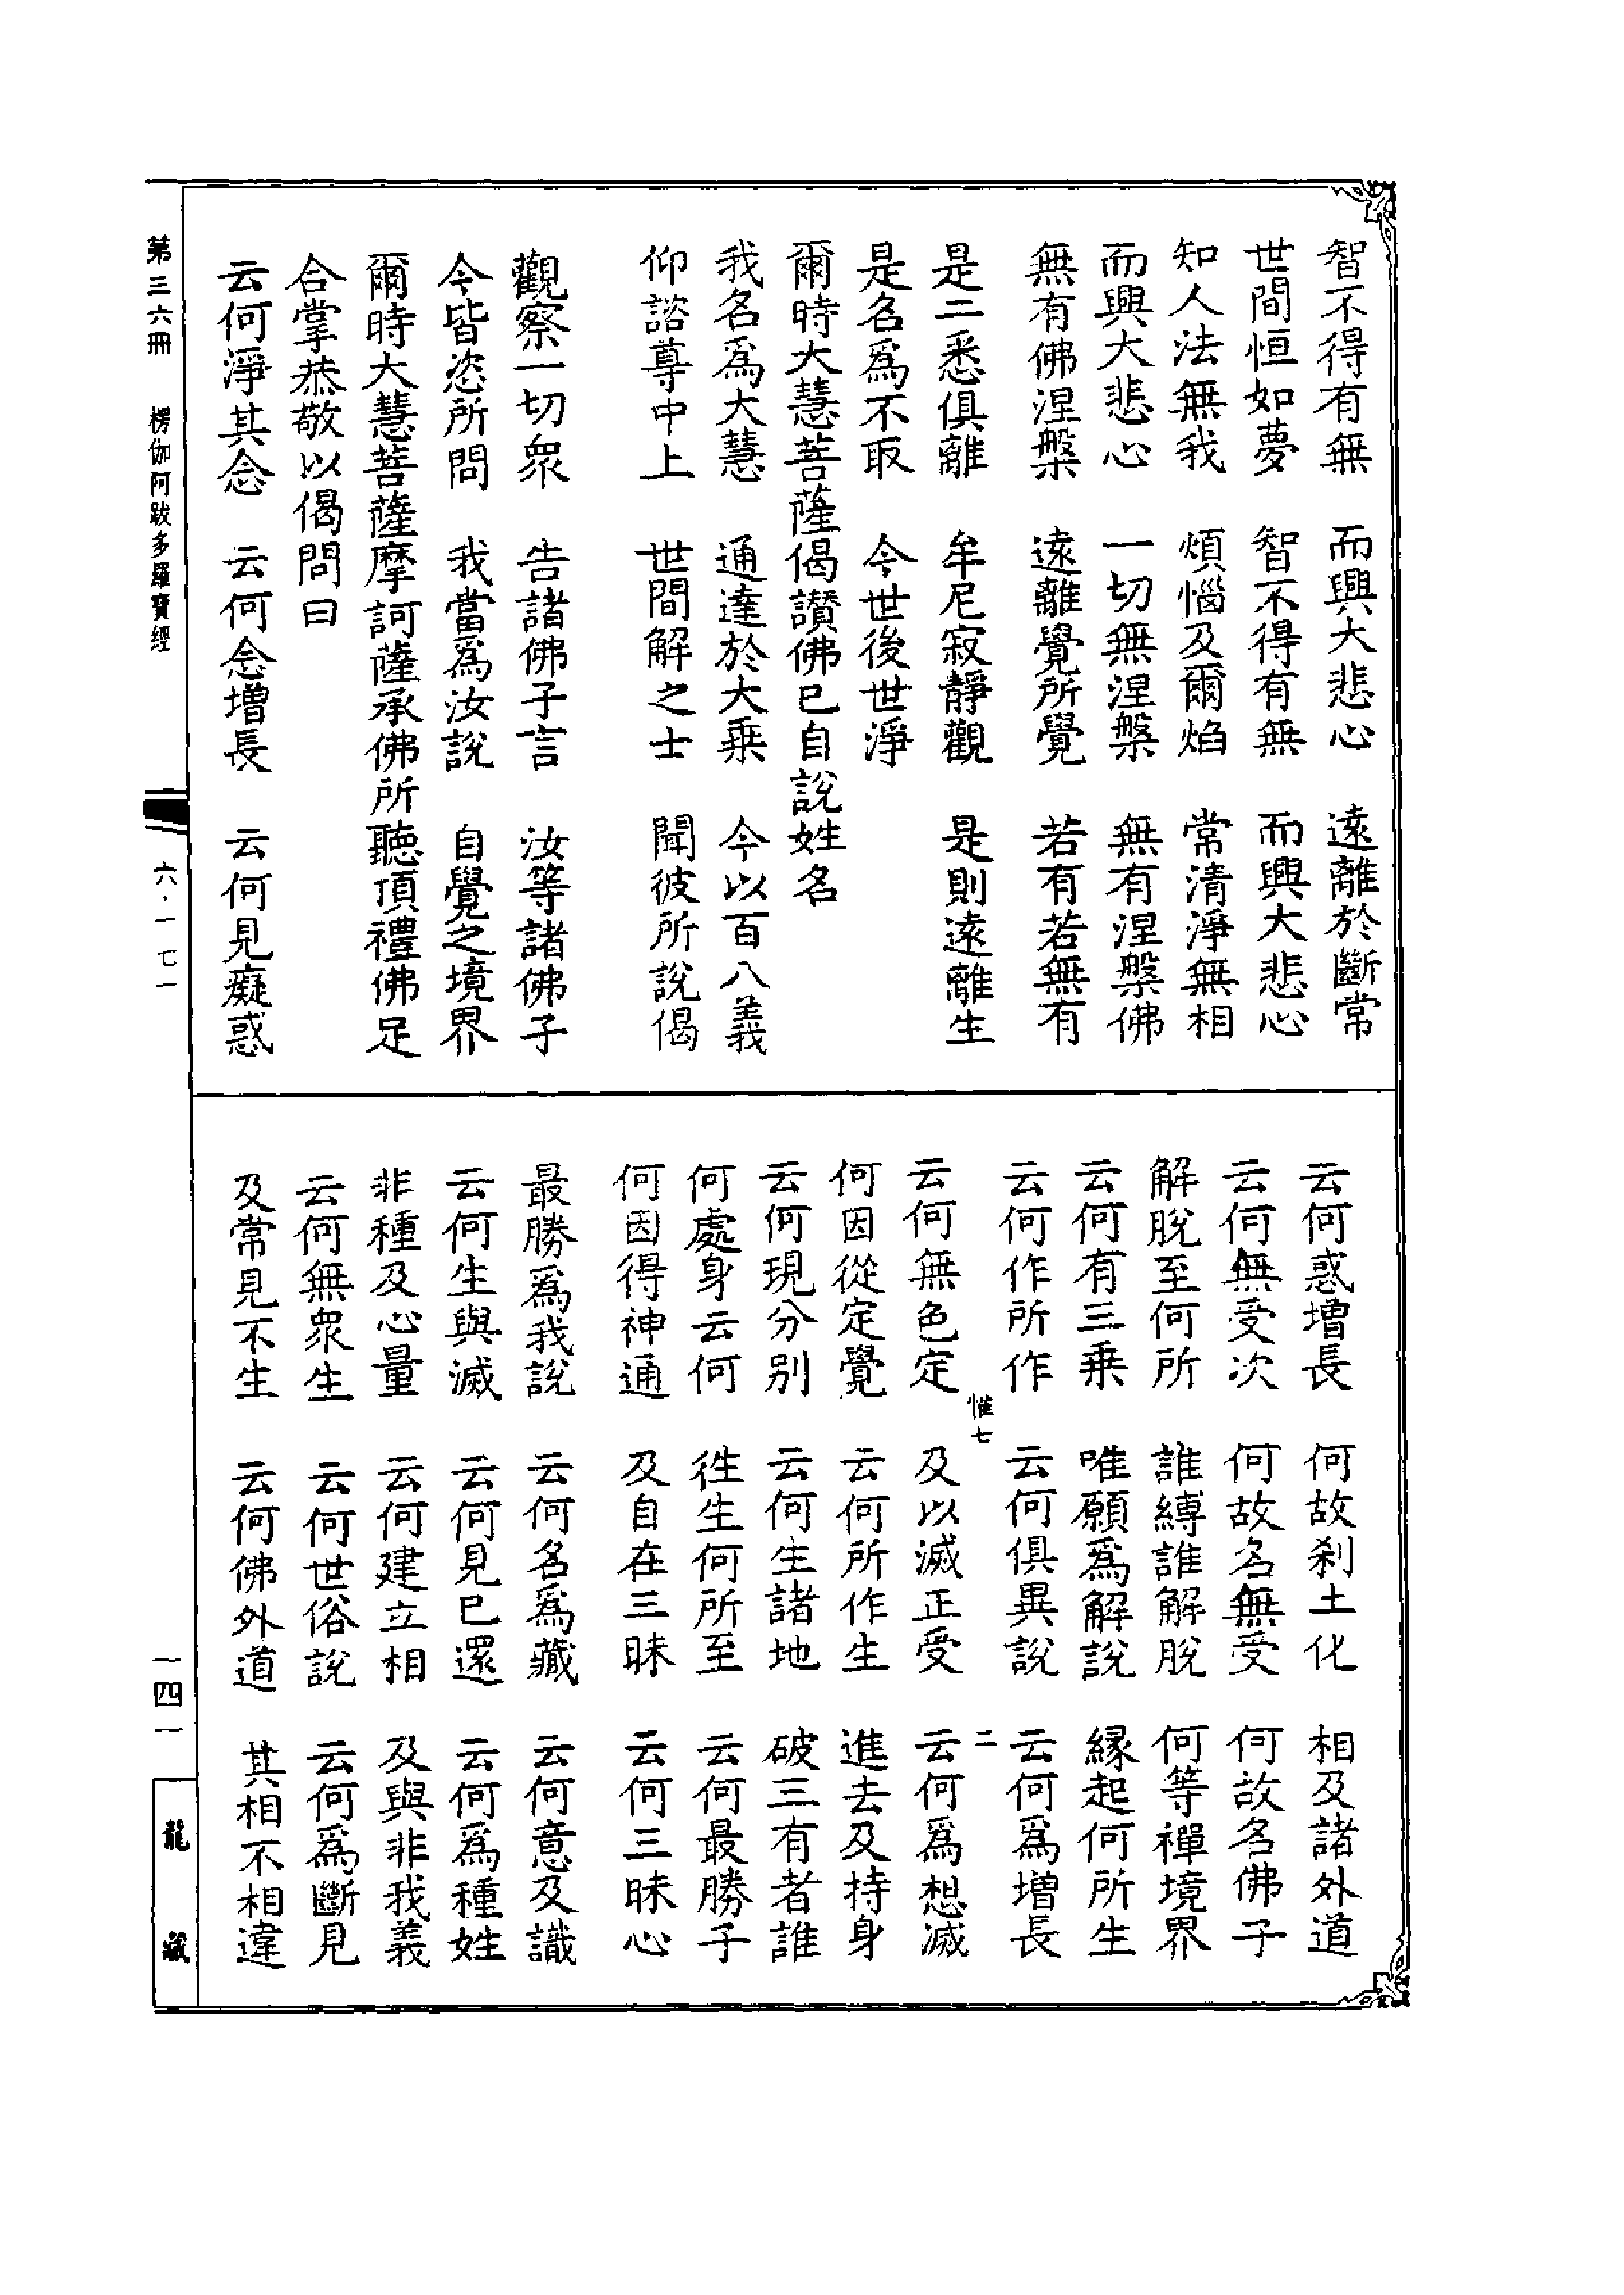 智不得有無　而興大悲心　遠離於斷常
世間恒如夢　智不得有無　而興大悲心
知人法無我　煩惱及爾焰　常清淨無相
而興大悲心　一切無涅槃　無有涅槃佛
無有佛涅槃　遠離覺所覺　若有若無有
是二悉俱離　牟尼寂靜觀　是則遠離生
是名爲不取　今世後世淨
爾時大慧菩薩偈讚佛已自說姓名
我名爲大慧　通達於大乘　今以百八義
仰諮尊中上　世間解之士　聞彼所說偈
觀察一切衆　告諸佛子言　汝等諸佛子
今皆恣所問　我當爲汝說　自覺之境界
爾時大慧菩薩摩訶薩承佛所聽頂禮佛足
合掌恭敬以偈問曰
云何淨其念　云何念增長　云何見癡惑
云何惑增長　何故刹土化　相及諸外道
云何無受次　何故名無受　何故名佛子
解脫至何所　誰縛誰解脫　何等禪境界
云何有三乘　唯願爲解說　緣起何所生
云何作所作　云何俱異說　云何爲增長
惟七　二
云何無色定　及以滅正受　云何爲想滅
何因從定覺　云何所作生　進去及持身
云何現分別　云何生諸地　破三有者誰
何處身云何　徃生何所至　云何最勝子
何因得神通　及自在三昧　云何三昧心
最勝爲我說　云何名爲藏　云何意及識
云何生與滅　云何見已還　云何爲種姓
非種及心量　云何建立相　及與非我義
云何無衆生　云何世俗說　云何爲斷見
及常見不生　云何佛外道　其相不相違
第三六冊　楞伽阿跋多羅寶經
六·一七一
一四一
龍藏